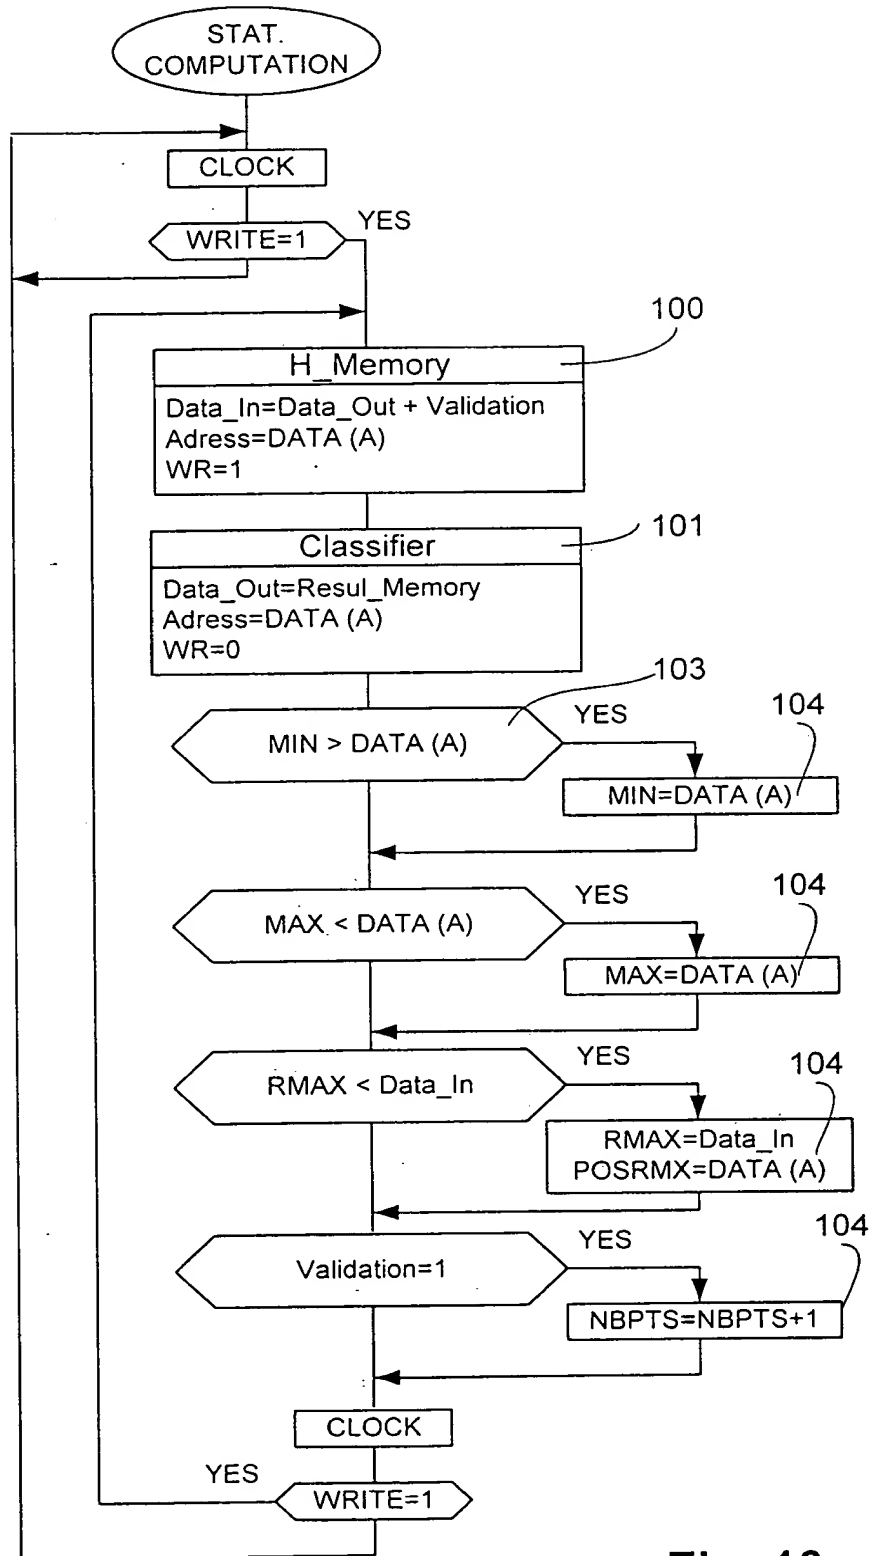 STAT.
COMPUTATION
CLOCK
WRITE=1
YES
100
H_Memory
Data_In=Data_Out + Validation
Adress=DATA (A)
WR=1
101
Classifier
Data_Out=Resul_Memory
Adress=DATA (A)
WR=0
103
MIN > DATA (A)
YES
104
MIN=DATA (A)
MAX < DATA (A)
YES
104
MAX=DATA (A)
RMAX < Data_In
YES
104
RMAX=Data_In
POSRMX=DATA (A)
Validation=1
YES
104
NBPTS=NBPTS+1
CLOCK
YES
WRITE=1